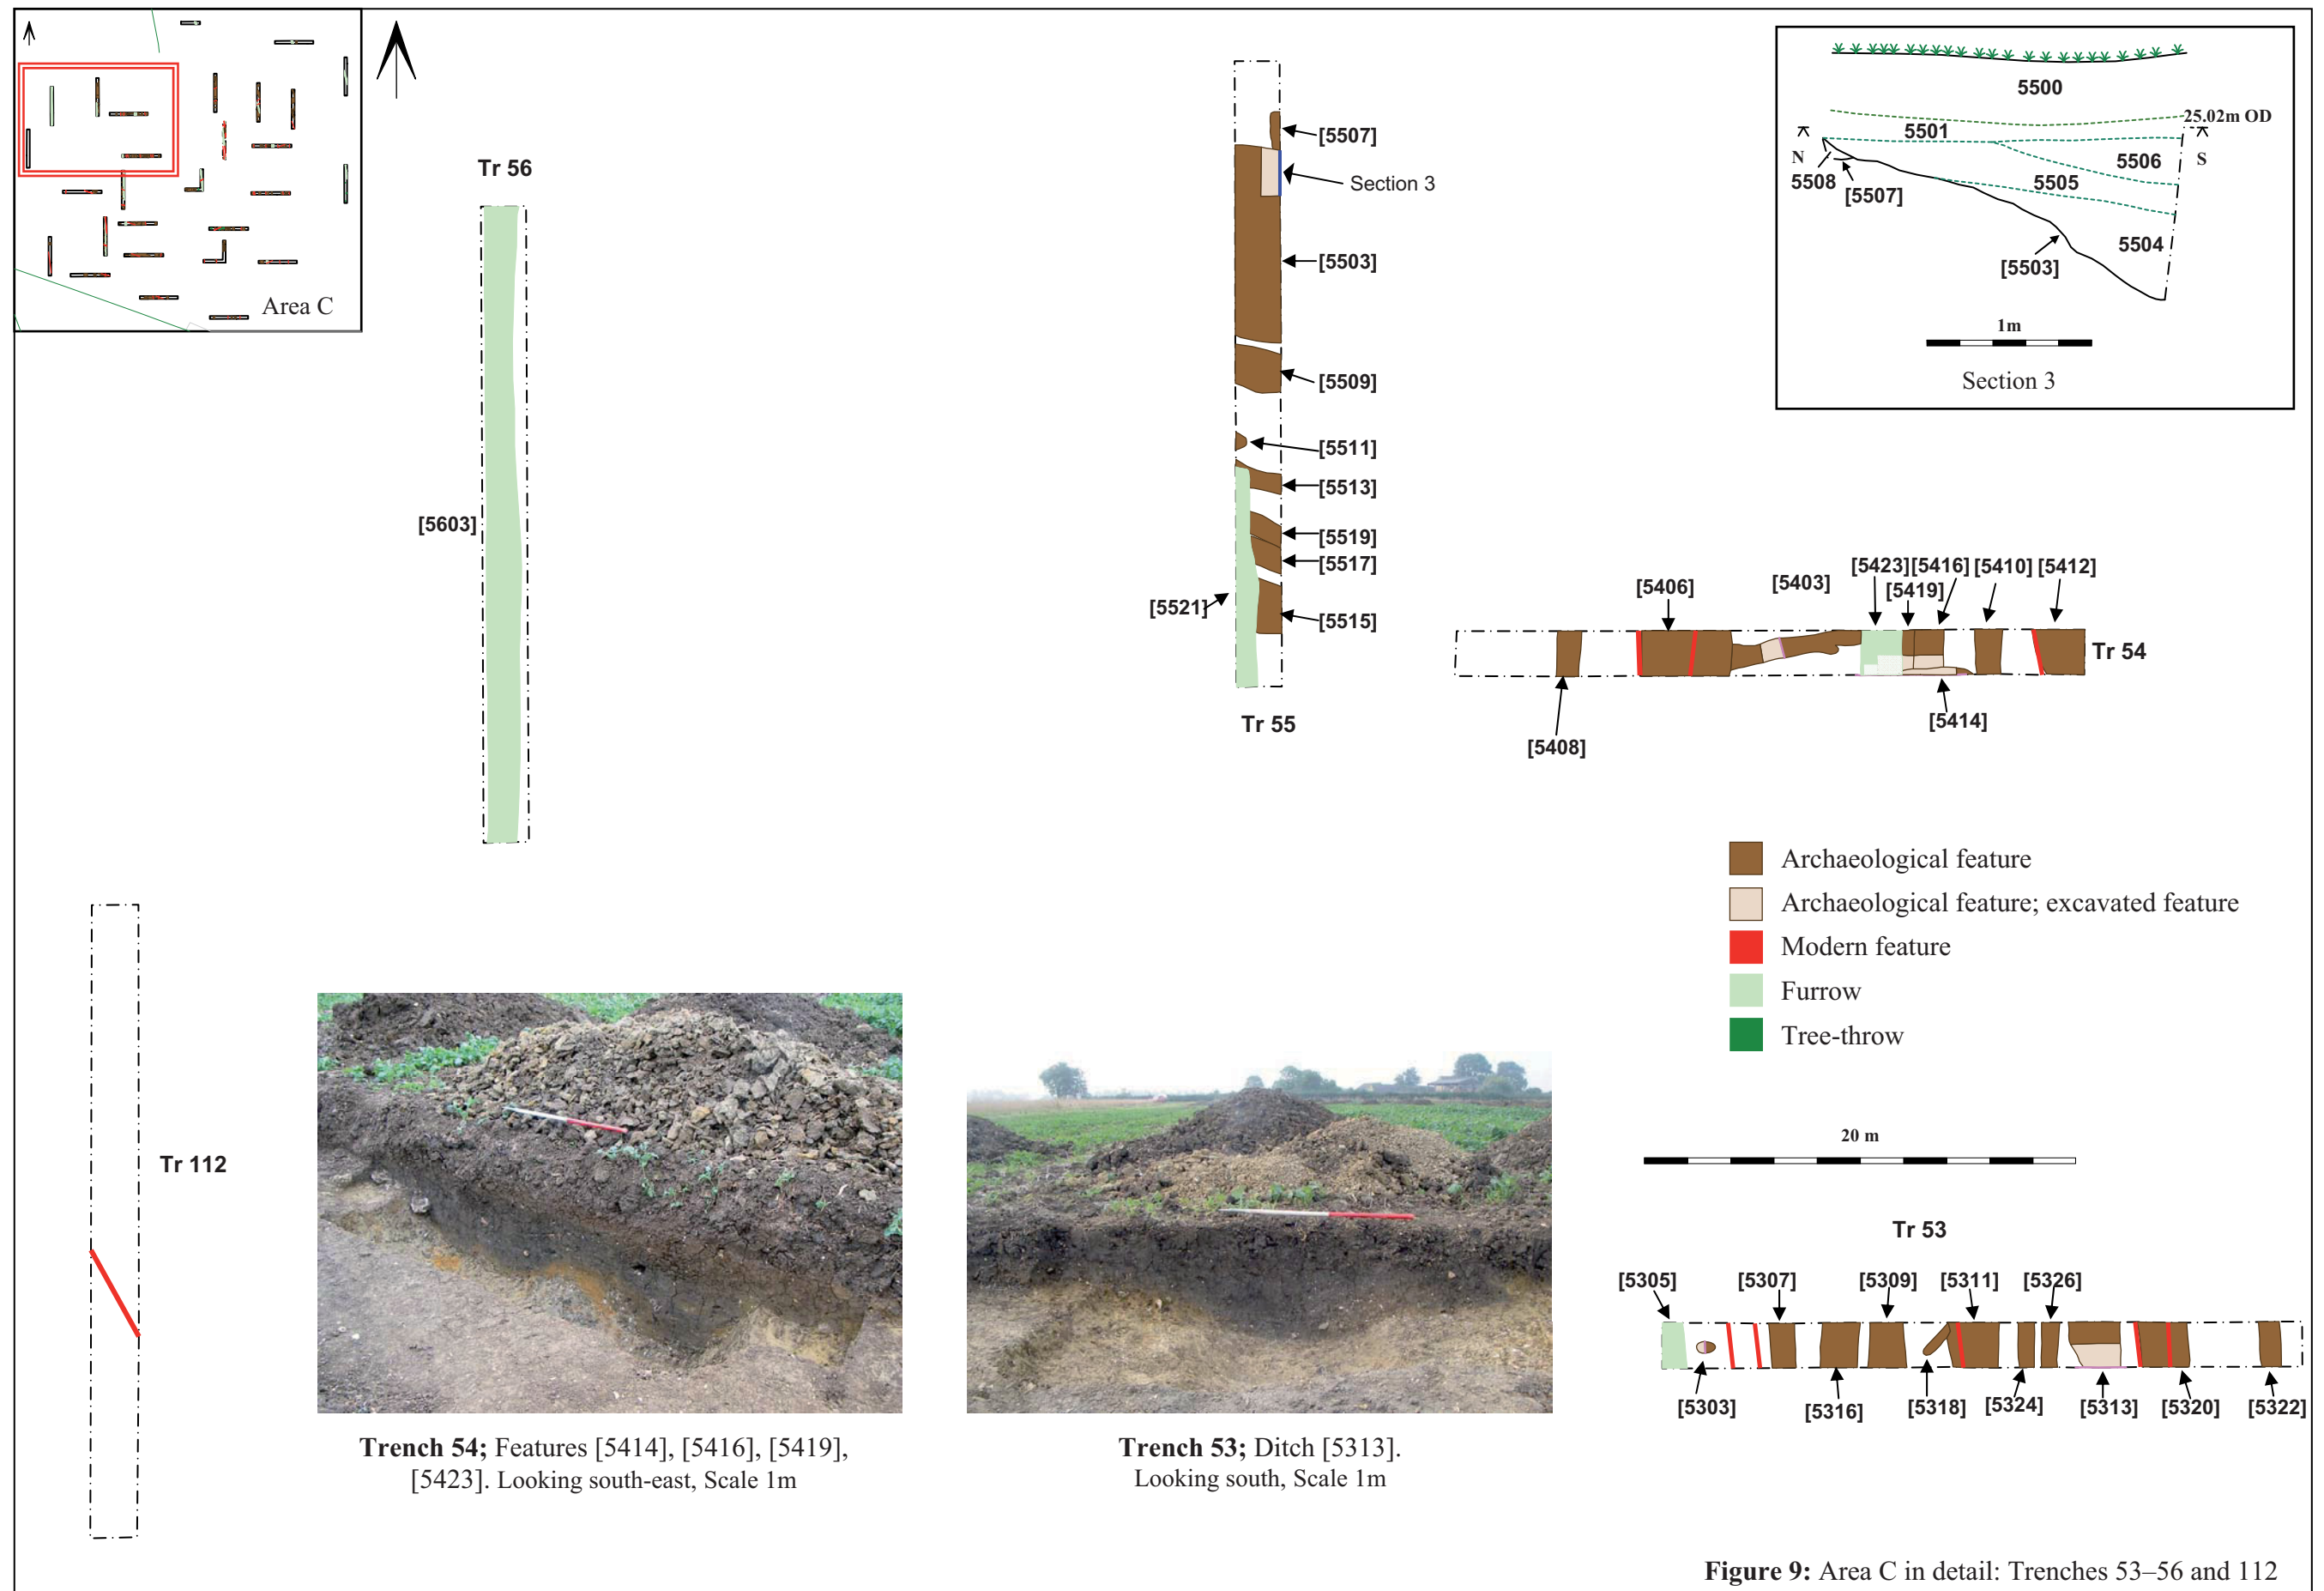 Area C
Tr 56
[5603]
[5507]
Section 3
[5503]
[5509]
[5511]
[5513]
[5519]
[5517]
[5521]
[5515]
Tr 55
5500
25.02m OD
5501
N
5506
S
5508
[5507]
5505
5504
[5503]
1m
Section 3
[5406]
[5403]
[5423]
[5416]
[5410]
[5412]
[5419]
Tr 54
[5414]
[5408]
Archaeological feature
Archaeological feature; excavated feature
Modern feature
Furrow
Tree-throw
20 m
Tr 112
Tr 53
[5305]
[5307]
[5309]
[5311]
[5326]
[5303]
[5316]
[5318]
[5324]
[5313]
[5320]
[5322]
Trench 54; Features [5414], [5416], [5419],
[5423]. Looking south-east, Scale 1m
Trench 53; Ditch [5313].
Looking south, Scale 1m
Figure 9: Area C in detail: Trenches 53–56 and 112